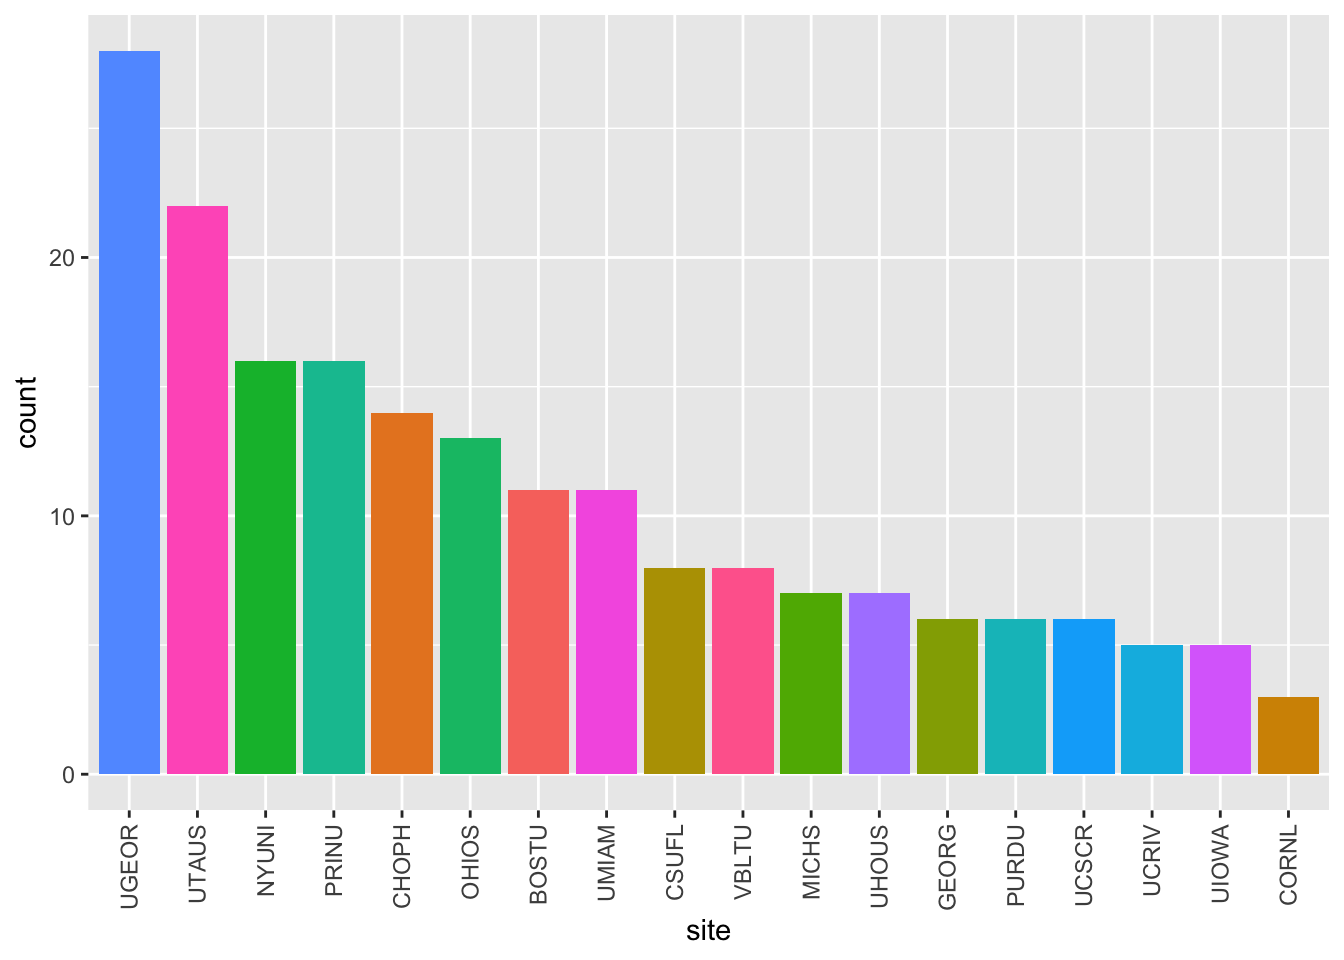 count
20
10
0
UGEOR
UTAUS
NYUNI
PRINU
CHOPH
OHIOS
BOSTU
UMIAM
CSUFL
VBLTU
MICHS
UHOUS
GEORG
PURDU
UCSCR
UCRIV
UIOWA
CORNL
site